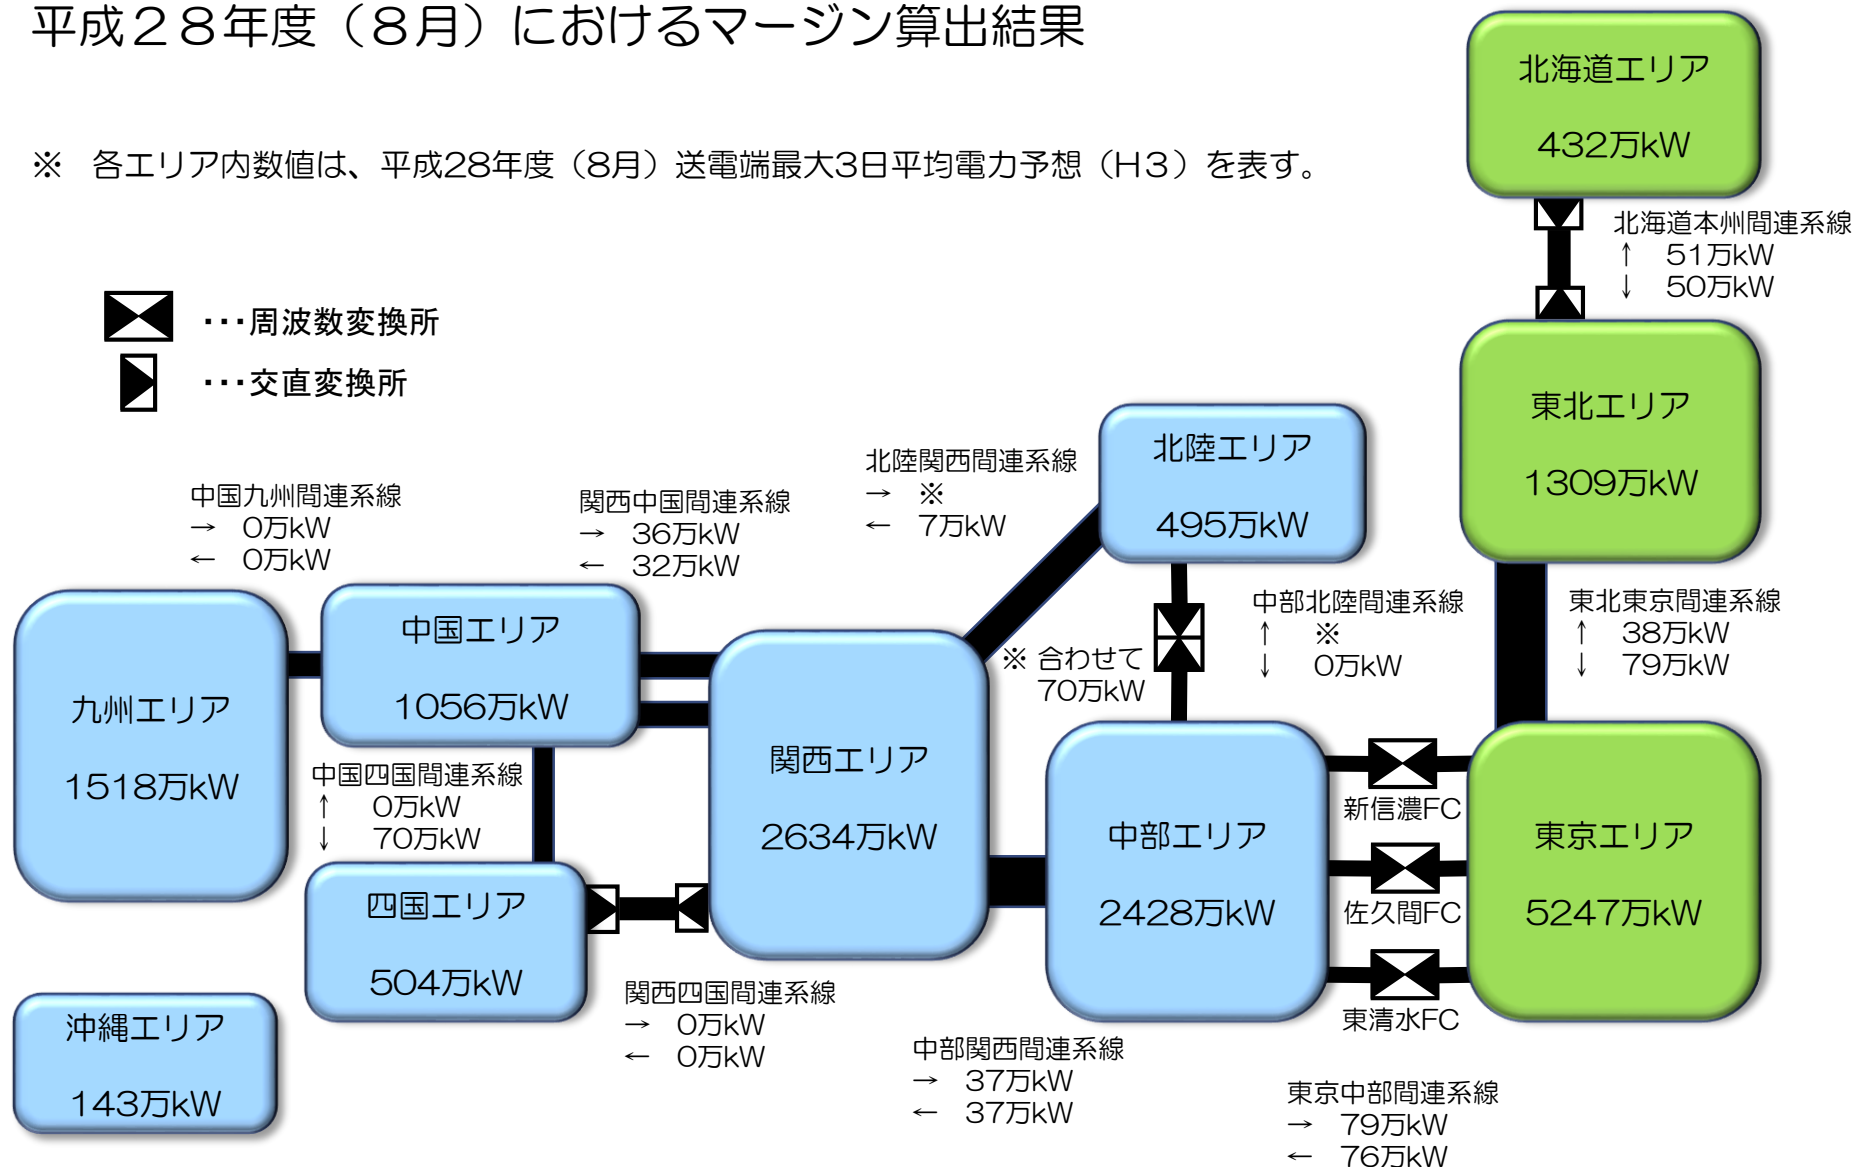 平成２８年度（８月）におけるマージン算出結果
※　各エリア内数値は、平成28年度（8月）送電端最大3日平均電力予想（H３）を表す。
・・・周波数変換所
・・・交直変換所
北海道エリア
432万kW
北海道本州間連系線
↑　51万kW
↓　50万kW
東北エリア
1309万kW
東北東京間連系線
↑　38万kW
↓　79万kW
北陸エリア
495万kW
北陸関西間連系線
→　※
←　7万kW
中部北陸間連系線
↑　※
↓　0万kW
※ 合わせて
70万kW
中国九州間連系線
→　0万kW
←　0万kW
関西中国間連系線
→　36万kW
←　32万kW
九州エリア
1518万kW
中国エリア
1056万kW
中国四国間連系線
↑　0万kW
↓　70万kW
四国エリア
504万kW
関西エリア
2634万kW
関西四国間連系線
→　0万kW
←　0万kW
中部エリア
2428万kW
中部関西間連系線
→　37万kW
←　37万kW
新信濃FC
佐久間FC
東清水FC
東京エリア
5247万kW
東京中部間連系線
→　79万kW
←　76万kW
沖縄エリア
143万kW